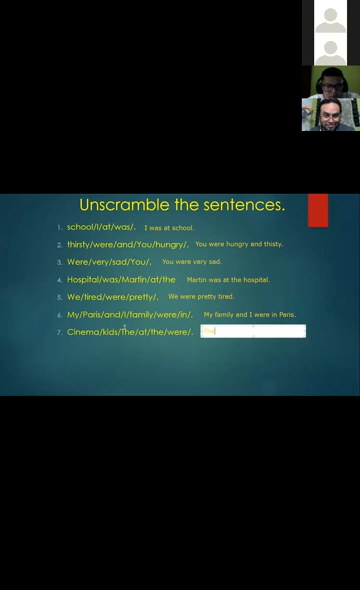 Unscramble the sentences.
1. school/I/at/was/. I was at school.
2. thirsty/were/and/You/hungry/. You were hungry and thisty.
3. Were/very/sad/You/. You were very sad.
4. Hospital/was/Martin/at/the Martin was at the hospital.
5. We/tired/were/pretty/. We were pretty tired.
6. My/Paris/and/I/family/were/in/. My family and I were in Paris.
7. Cinema/kids/The/at/the/were/. The